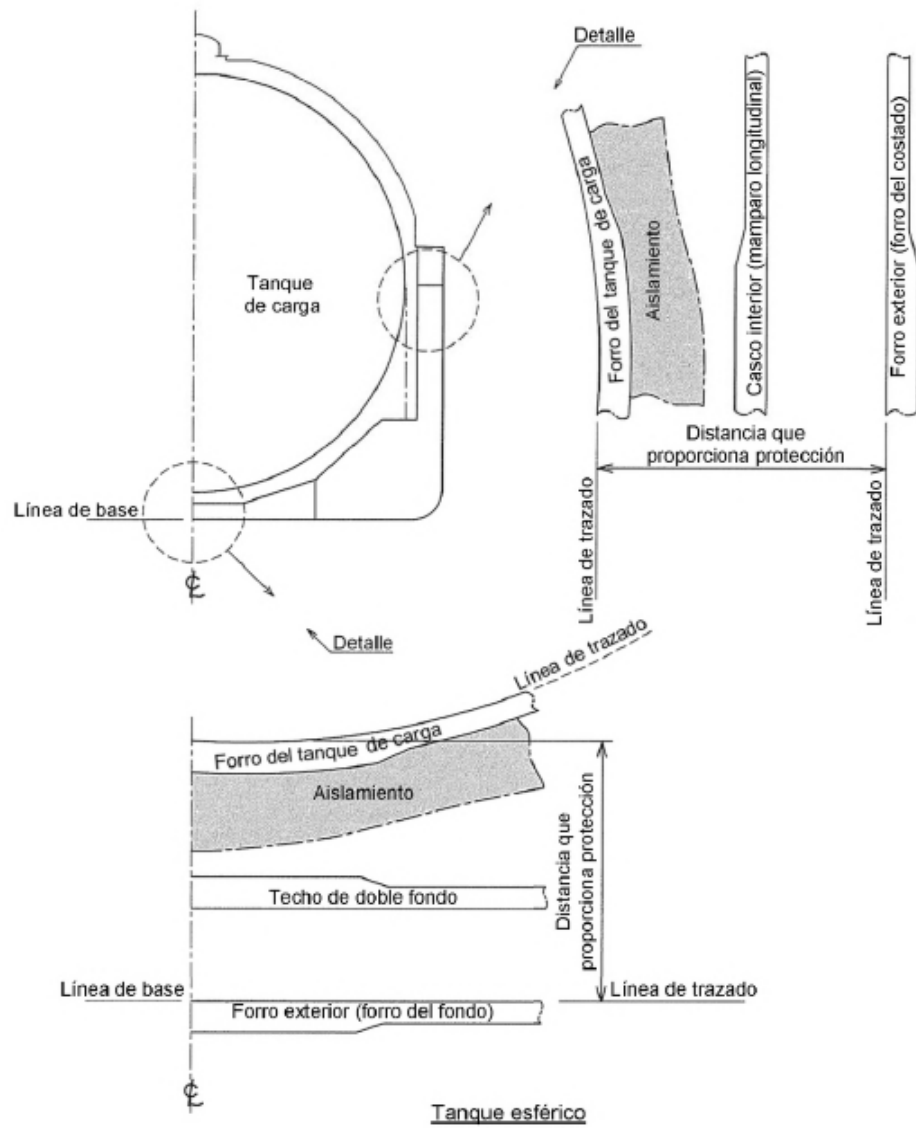 Detalle
Tanque
de carga
Línea de base
℄
Forro del tanque de carga
Aislamiento
Casco interior (mamparo longitudinal)
Forro exterior (forro del costado)
Distancia que
proporciona protección
Línea de trazado
Línea de trazado
Detalle
Línea de trazado
Forro del tanque de carga
Aislamiento
Techo de doble fondo
Distancia que
proporciona protección
Línea de base
Línea de trazado
Forro exterior (forro del fondo)
℄
Tanque esférico